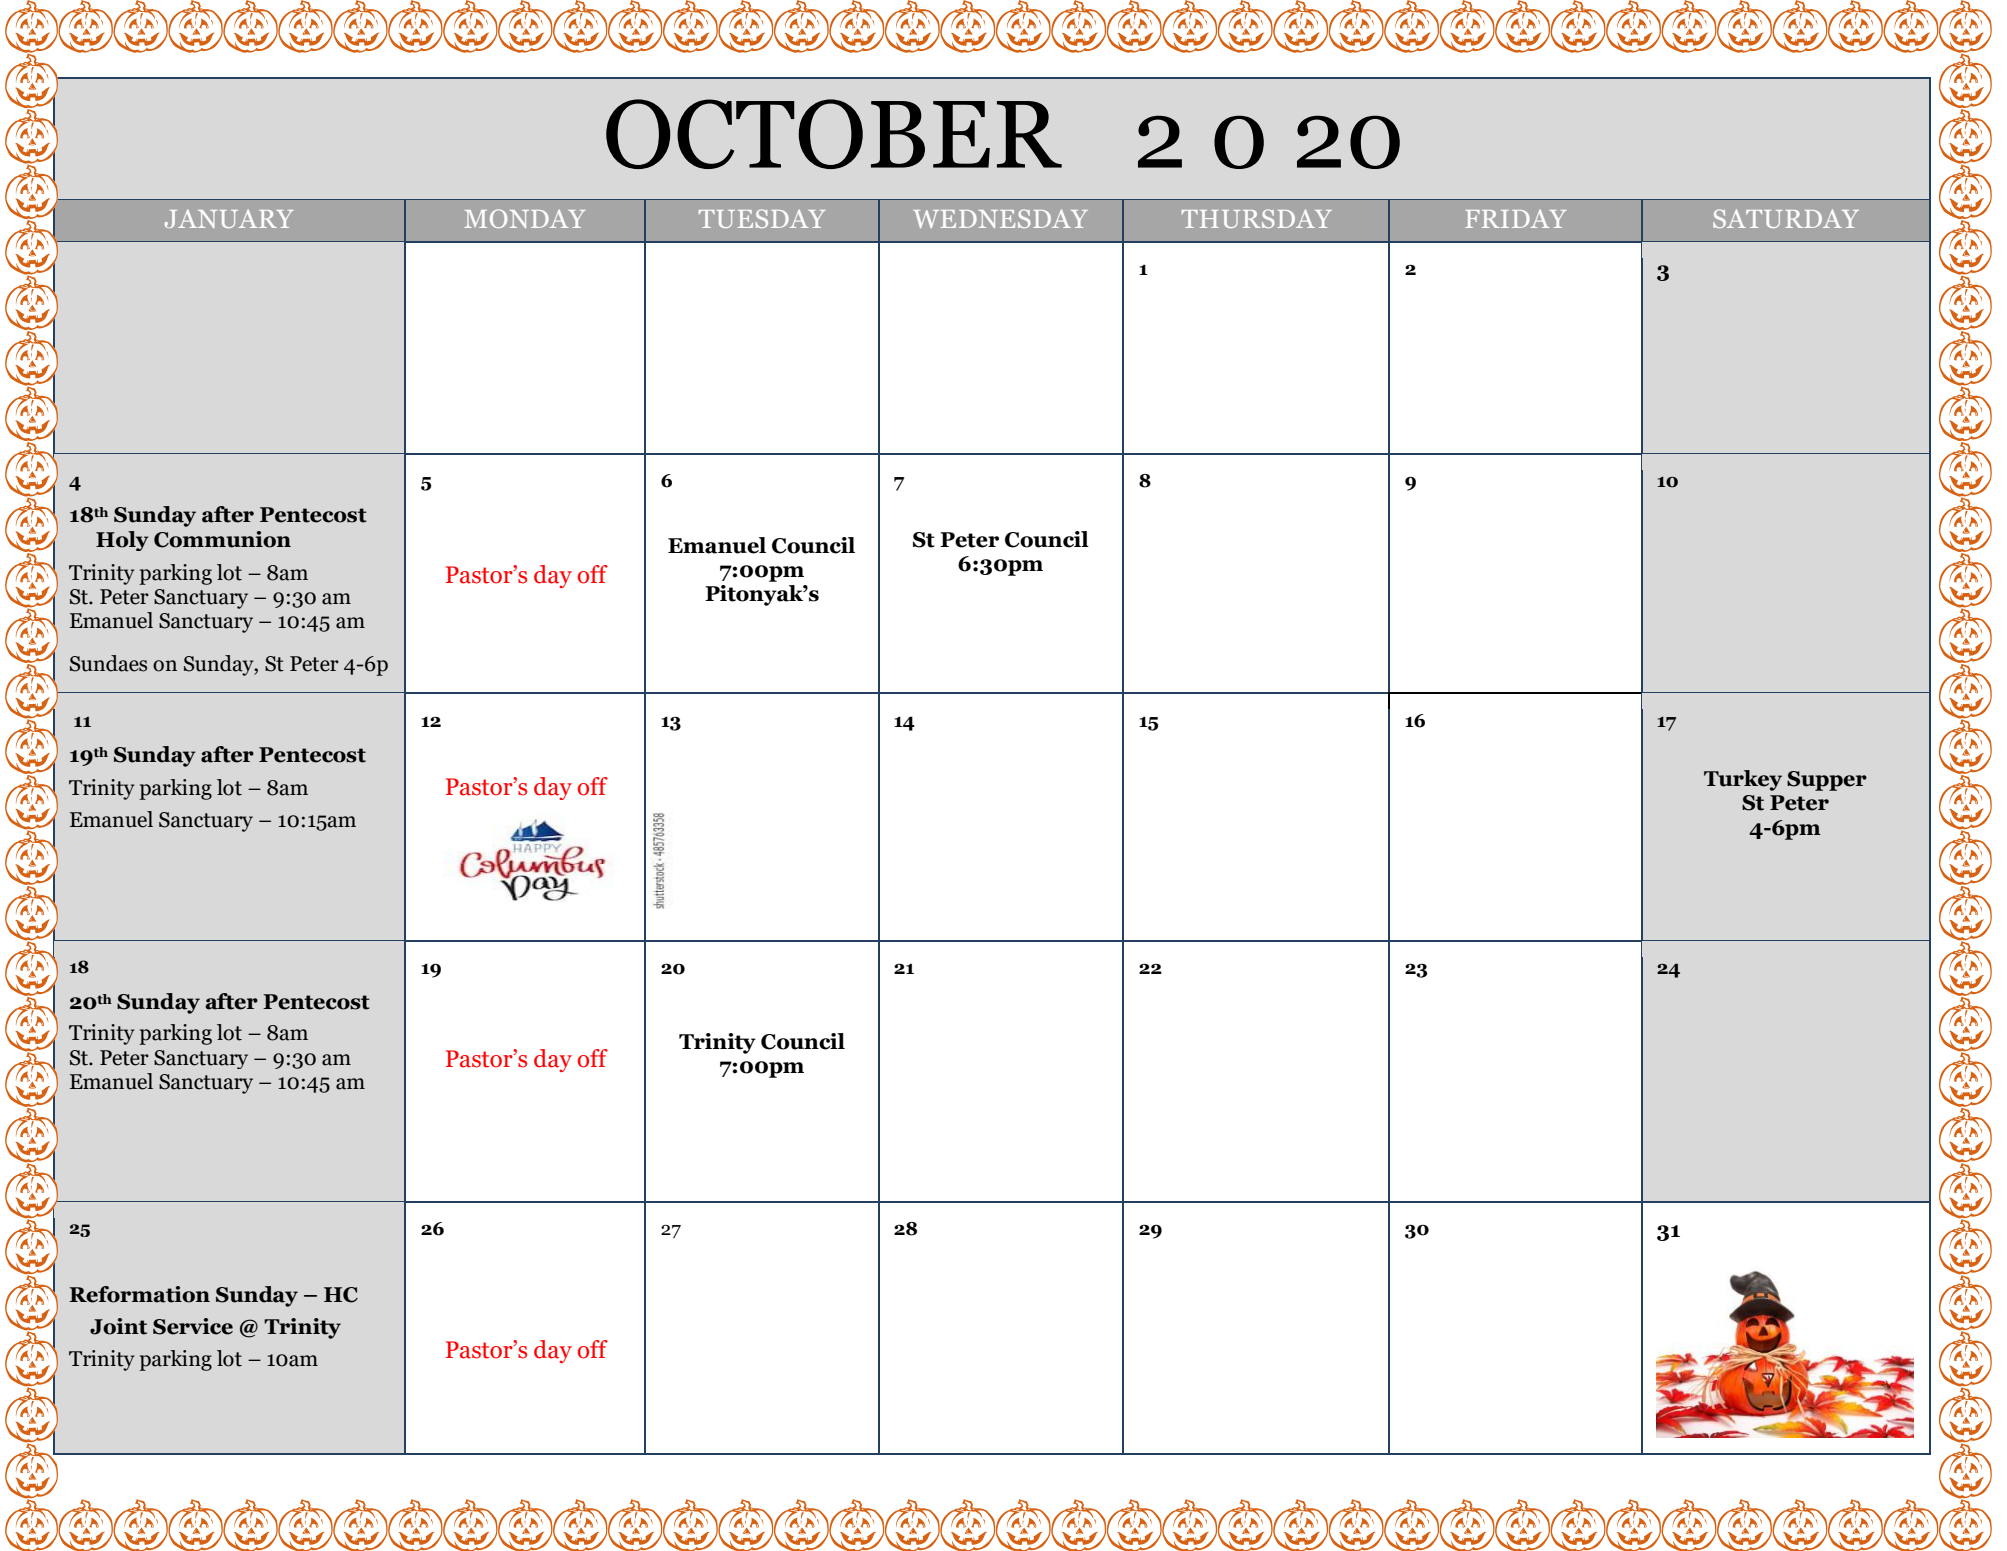 OCTOBER 2 0 20
JANUARY MONDAY TUESDAY WEDNESDAY THURSDAY FRIDAY SATURDAY
1
2
3
4
18th Sunday after Pentecost
Holy Communion
Trinity parking lot – 8am
St. Peter Sanctuary – 9:30 am
Emanuel Sanctuary – 10:45 am
Sundaes on Sunday, St Peter 4-6p
5
Pastor’s day off
6
Emanuel Council
7:00pm
Pitonyak’s
7
St Peter Council
6:30pm
8
9
10
11
19th Sunday after Pentecost
Trinity parking lot – 8am
Emanuel Sanctuary – 10:15am
12
Pastor’s day off
HAPPY
Columbus
Day
13
shutterstock · 485763358
14
15
16
17
Turkey Supper
St Peter
4-6pm
18
20th Sunday after Pentecost
Trinity parking lot – 8am
St. Peter Sanctuary – 9:30 am
Emanuel Sanctuary – 10:45 am
19
Pastor’s day off
20
Trinity Council
7:00pm
21
22
23
24
25
Reformation Sunday – HC
Joint Service @ Trinity
Trinity parking lot – 10am
26
Pastor’s day off
27
28
29
30
31